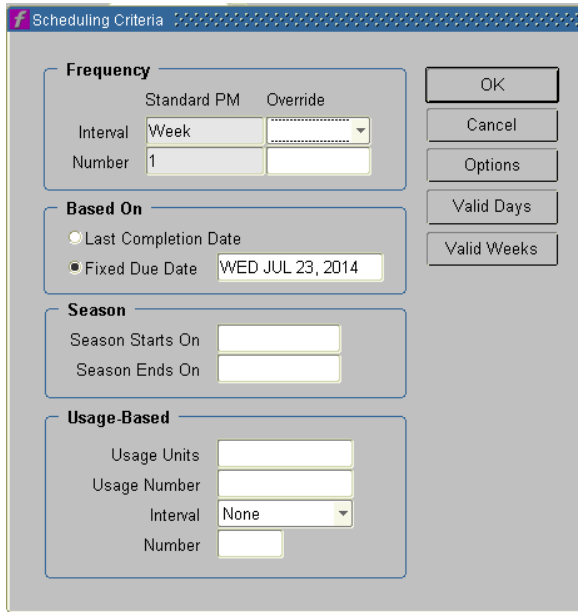 f Scheduling Criteria
Frequency
Standard PM Override
Interval Week
Number 1
Based On
Last Completion Date
Fixed Due Date WED JUL 23, 2014
Season
Season Starts On
Season Ends On
Usage-Based
Usage Units
Usage Number
Interval None
Number
OK
Cancel
Options
Valid Days
Valid Weeks